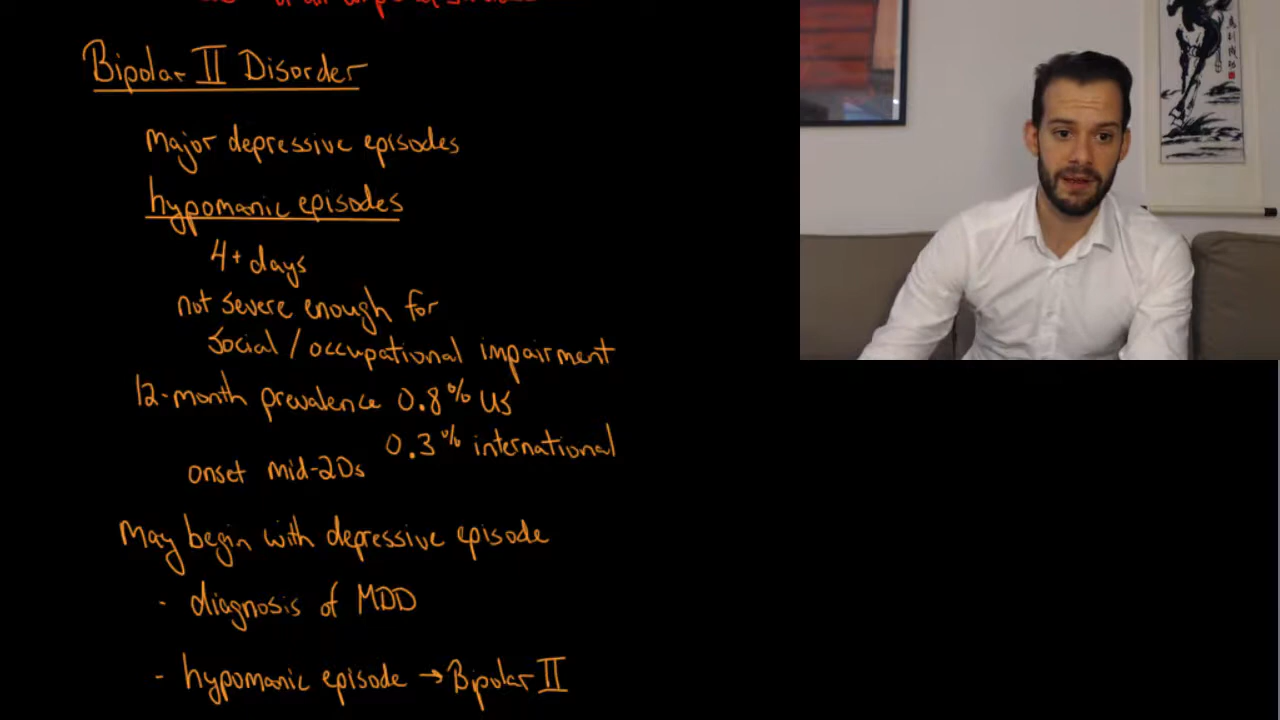 Bipolar II Disorder
Major depressive episodes
hypomanic episodes
4+ days
not severe enough for
social / occupational impairment
12-month prevalence 0.8% US
0.3% international
onset mid-20s
May begin with depressive episode
- diagnosis of MDD
- hypomanic episode → Bipolar II